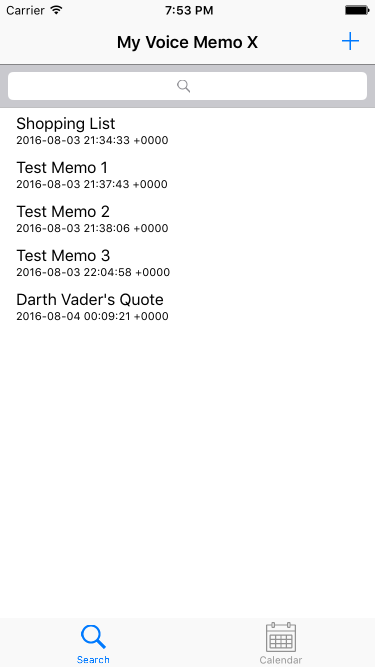 Carrier 7:53 PM
My Voice Memo X
Shopping List
2016-08-03 21:34:33 +0000
Test Memo 1
2016-08-03 21:37:43 +0000
Test Memo 2
2016-08-03 21:38:06 +0000
Test Memo 3
2016-08-03 22:04:58 +0000
Darth Vader's Quote
2016-08-04 00:09:21 +0000
Search Calendar